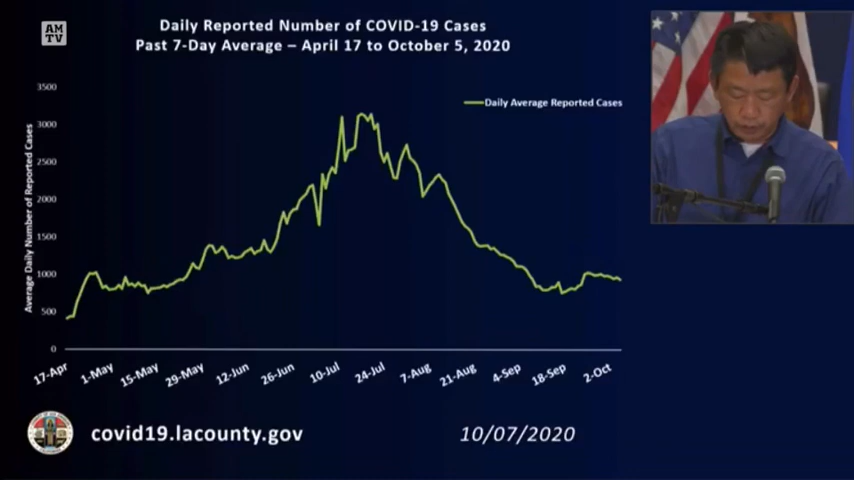 AM
TV
Daily Reported Number of COVID-19 Cases
Past 7-Day Average – April 17 to October 5, 2020
Average Daily Number of Reported Cases
3500
3000
2500
2000
1500
1000
500
0
Daily Average Reported Cases
17-Apr 1-May 15-May 29-May 12-Jun 26-Jun 10-Jul 24-Jul 7-Aug 21-Aug 4-Sep 18-Sep 2-Oct
covid19.lacounty.gov
10/07/2020